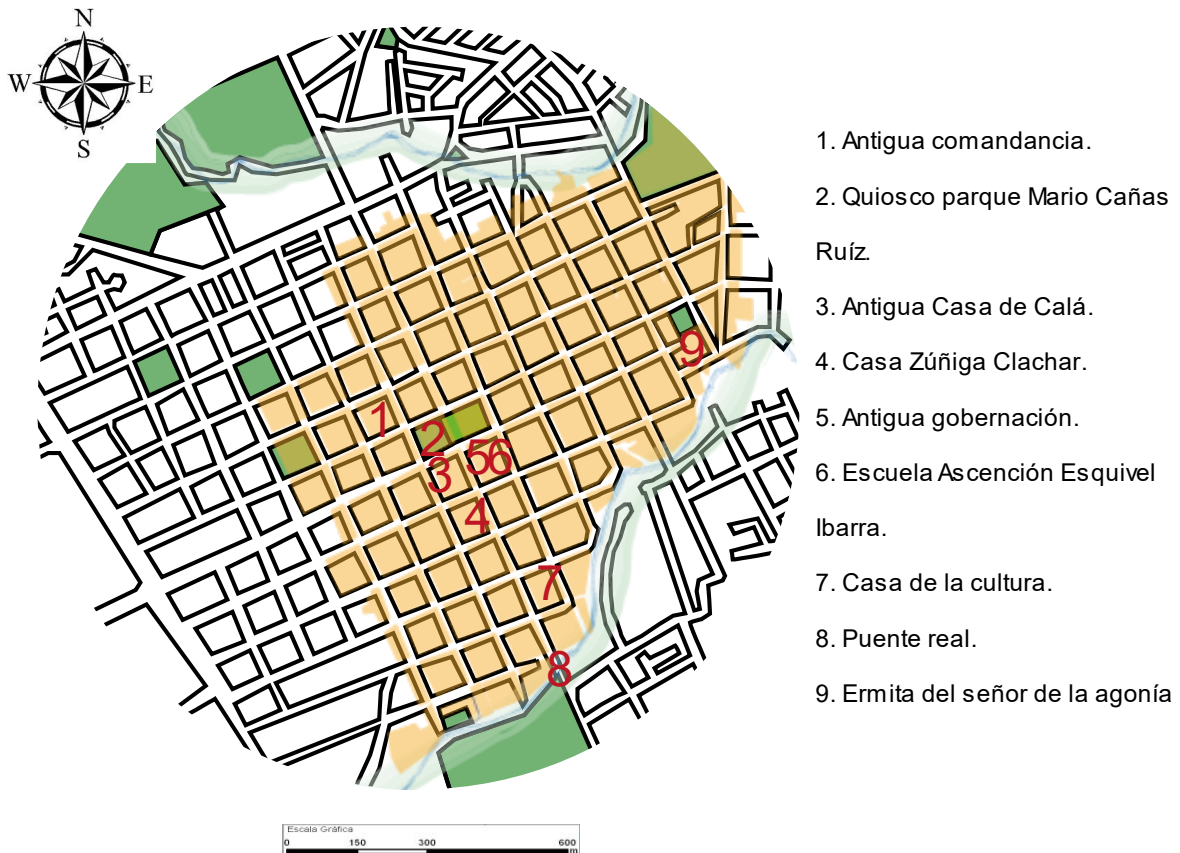 N
W E
S
1. Antigua comandancia.
2. Quiosco parque Mario Cañas
Ruíz.
3. Antigua Casa de Calá.
4. Casa Zúñiga Clachar.
5. Antigua gobernación.
6. Escuela Ascención Esquivel
Ibarra.
7. Casa de la cultura.
8. Puente real.
9. Ermita del señor de la agonía
9
1
2
56
3
4
7
8
Escala Gráfica
0 150 300 600
m